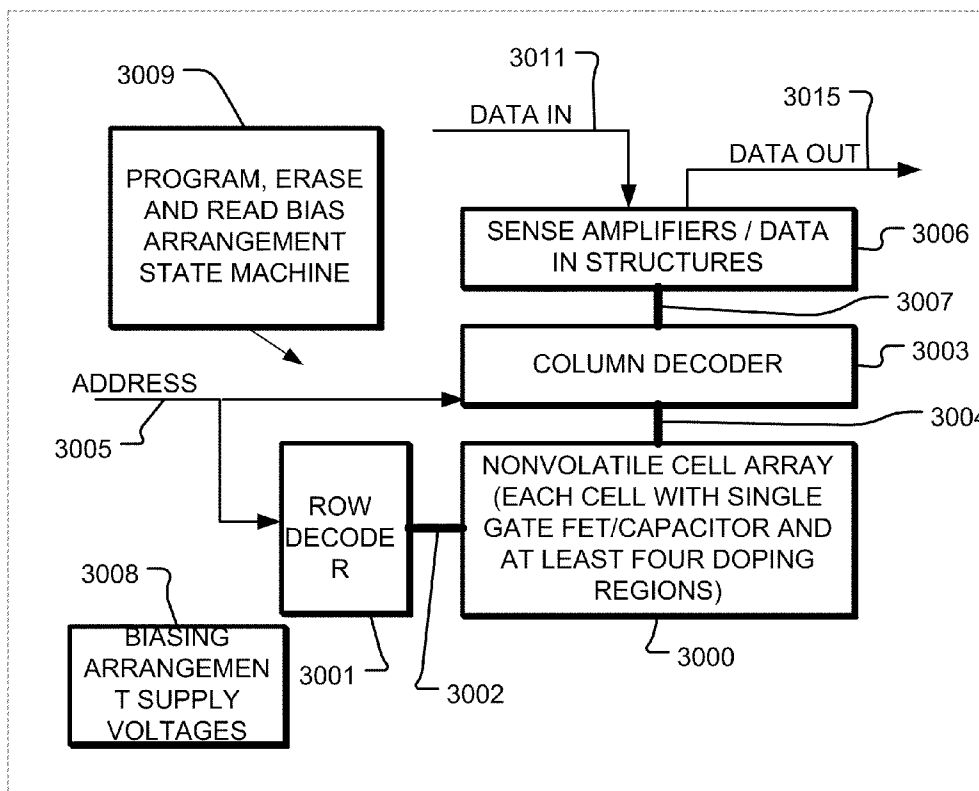 3009
PROGRAM, ERASE
AND READ BIAS
ARRANGEMENT
STATE MACHINE
3011
DATA IN
3015
DATA OUT
SENSE AMPLIFIERS / DATA
IN STRUCTURES
3006
3007
COLUMN DECODER
3003
ADDRESS
3005
3004
ROW
DECODE
R
3001
3002
NONVOLATILE CELL ARRAY
(EACH CELL WITH SINGLE
GATE FET/CAPACITOR AND
AT LEAST FOUR DOPING
REGIONS)
3000
3008
BIASING
ARRANGEMEN
T SUPPLY
VOLTAGES